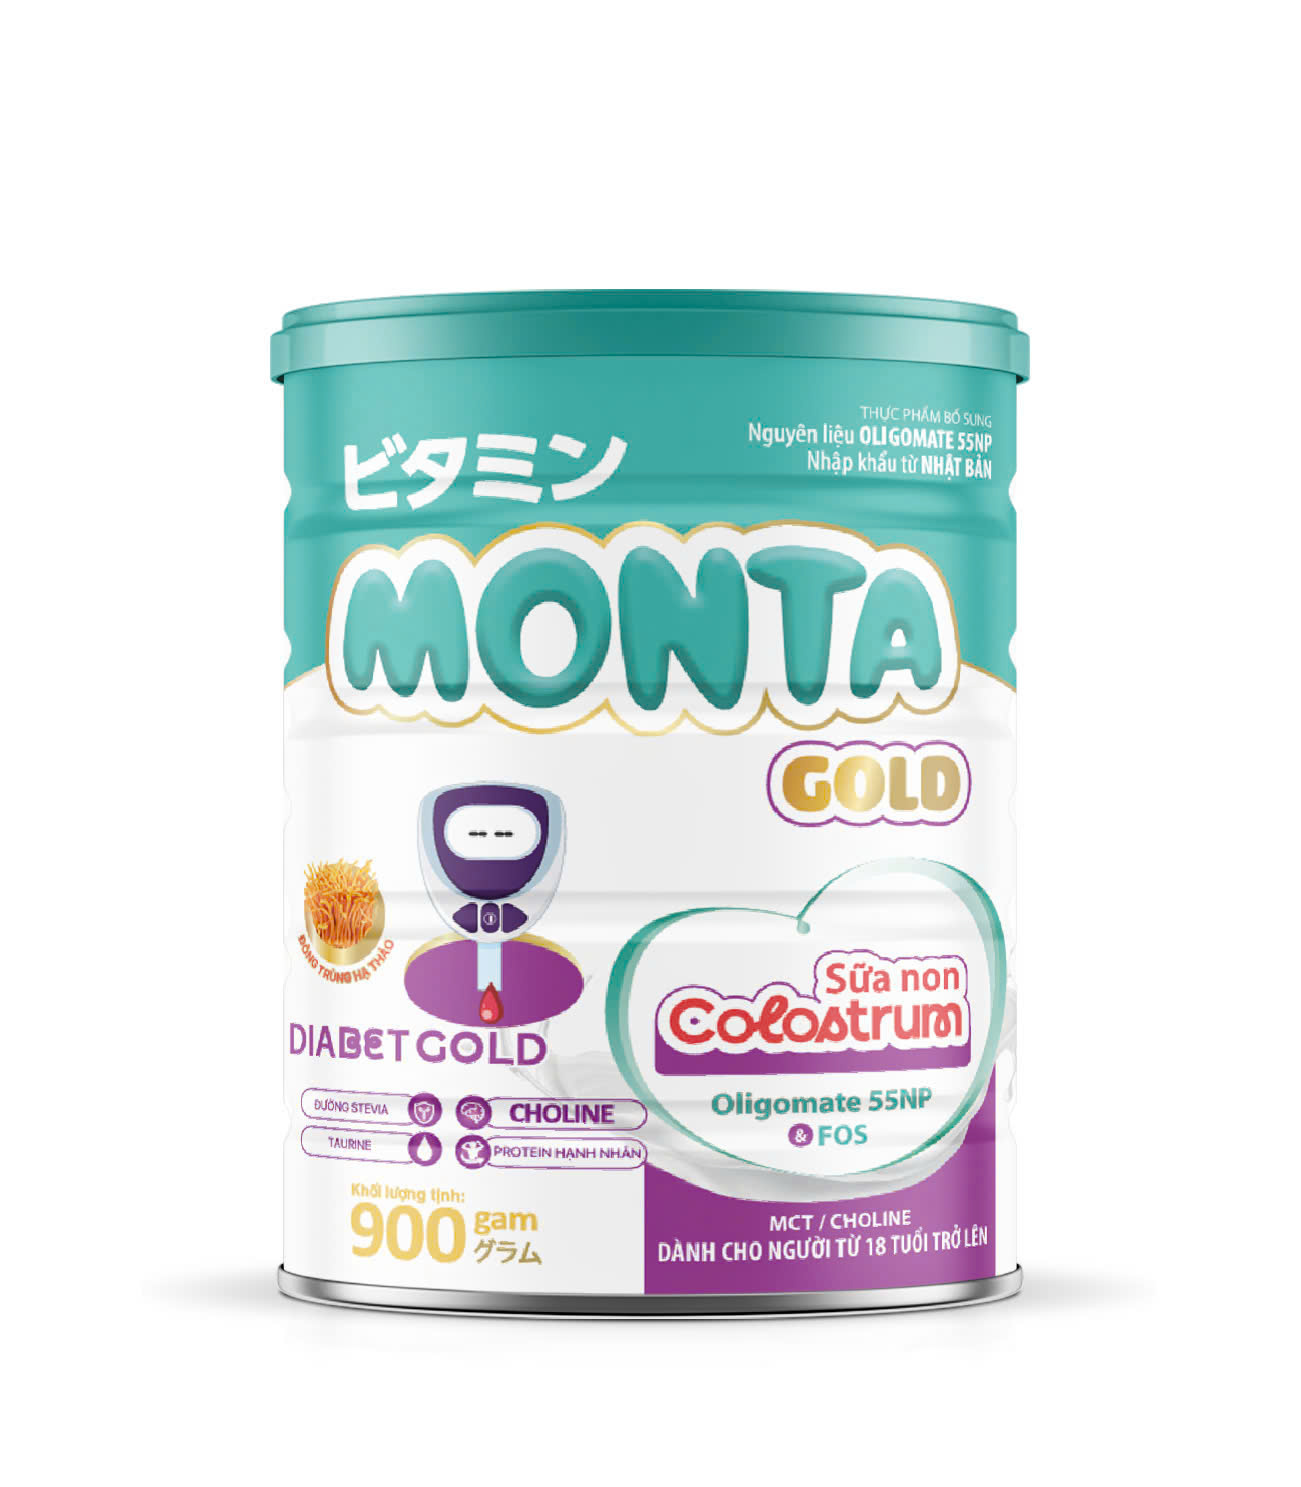 THỰC PHẨM BỔ SUNG
Nguyên liệu OLIGOMATE 55NP
Nhập khẩu từ NHẬT BẢN
ビタミン
MONTA
GOLD
ĐÔNG TRÙNG HẠ THẢO
DIABET GOLD
Sữa non
Colostrum
Oligomate 55NP
& FOS
ĐƯỜNG STEVIA
CHOLINE
TAURINE
PROTEIN HẠNH NHÂN
Khối lượng tịnh:
900 gam
グラム
MCT / CHOLINE
DÀNH CHO NGƯỜI TỪ 18 TUỔI TRỞ LÊN